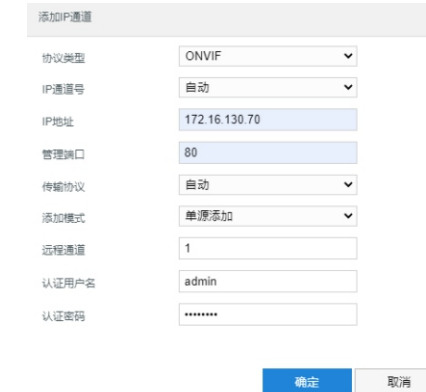 添加IP通道
协议类型 ONVIF
IP通道号 自动
IP地址 172.16.130.70
管理端口 80
传输协议 自动
添加模式 单源添加
远程通道 1
认证用户名 admin
认证密码 ••••••••
确定 取消